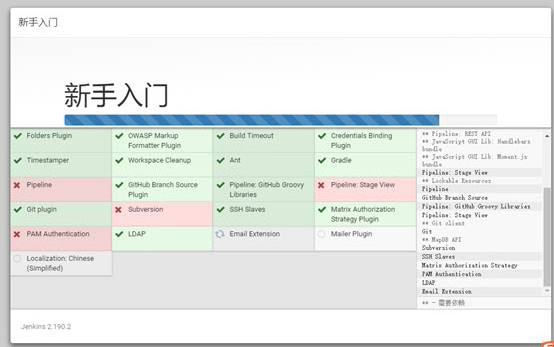 新手入门
新手入门
Folders Plugin
OWASP Markup
Formatter Plugin
Build Timeout
Credentials Binding
Plugin
Timestamper
Workspace Cleanup
Ant
Gradle
Pipeline
GitHub Branch Source
Plugin
Pipeline: GitHub Groovy
Libraries
Pipeline: Stage View
Git plugin
Subversion
SSH Slaves
Matrix Authorization
Strategy Plugin
PAM Authentication
LDAP
Email Extension
Mailer Plugin
Localization: Chinese
(Simplified)
** Pipeline: REST API
** JavaScript GUI Lib: Handlebars
bundle
** JavaScript GUI Lib: Moment.js
bundle
Pipeline: Stage View
** Lockable Resources
Pipeline
GitHub Branch Source
Pipeline: GitHub Groovy Libraries
Pipeline: Stage View
** Git client
Git
** MapDB API
Subversion
SSH Slaves
Matrix Authorization Strategy
PAM Authentication
LDAP
Email Extension
** - 需要依赖
Jenkins 2.190.2